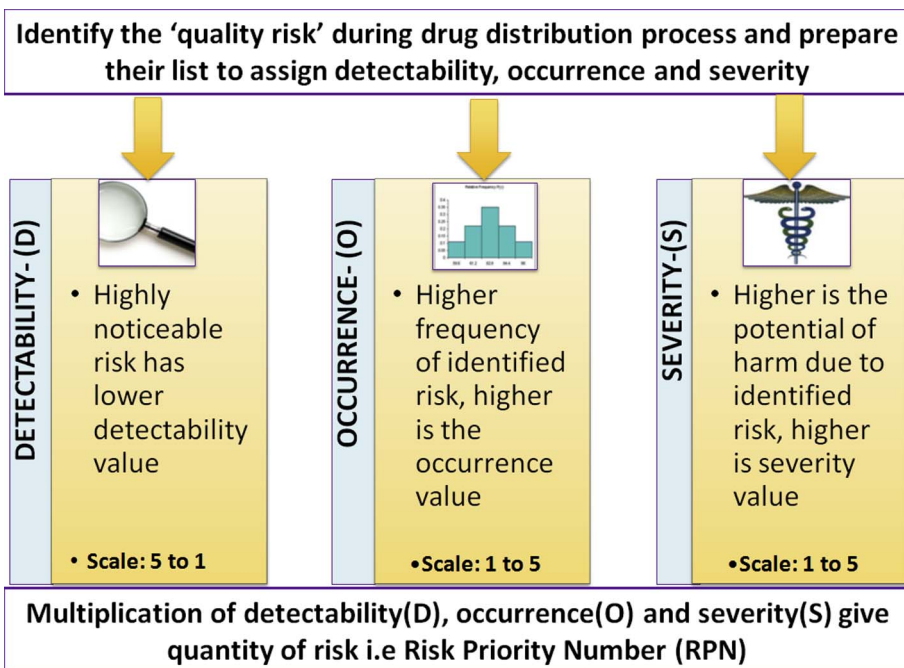 Identify the ‘quality risk’ during drug distribution process and prepare
their list to assign detectability, occurrence and severity
DETECTABILITY- (D)
• Highly
noticeable
risk has
lower
detectability
value
• Scale: 5 to 1
OCCURRENCE- (O)
• Higher
frequency
of identified
risk, higher
is the
occurrence
value
•Scale: 1 to 5
SEVERITY-(S)
• Higher is the
potential of
harm due to
identified
risk, higher
is severity
value
•Scale: 1 to 5
Multiplication of detectability(D), occurrence(O) and severity(S) give
quantity of risk i.e Risk Priority Number (RPN)